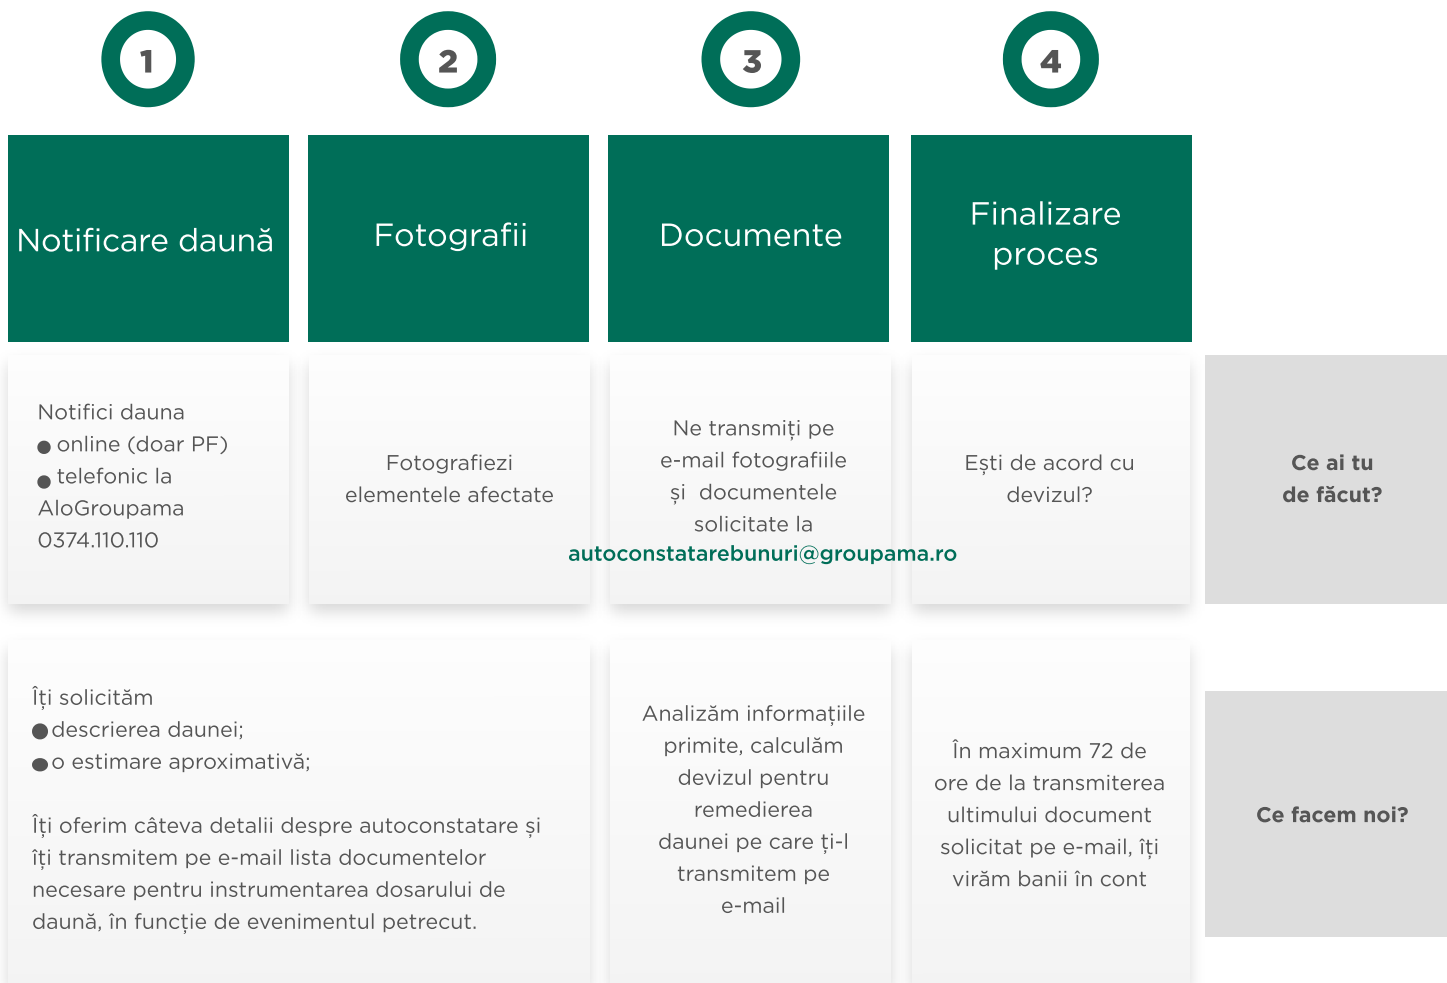 1
2
3
4
Notificare daună
Fotografii
Documente
Finalizare
proces
Notifici dauna
● online (doar PF)
● telefonic la
AloGroupama
0374.110.110
Fotografiezi
elementele afectate
Ne transmiți pe
e-mail fotografiile
și documentele
solicitate la
autoconstatarebunuri@groupama.ro
Ești de acord cu
devizul?
Ce ai tu
de făcut?
Îți solicităm
● descrierea daunei;
● o estimare aproximativă;
Îți oferim câteva detalii despre autoconstatare și
îți transmitem pe e-mail lista documentelor
necesare pentru instrumentarea dosarului de
daună, în funcție de evenimentul petrecut.
Analizăm informațiile
primite, calculăm
devizul pentru
remedierea
daunei pe care ți-l
transmitem pe
e-mail
În maximum 72 de
ore de la transmiterea
ultimului document
solicitat pe e-mail, îți
virăm banii în cont
Ce facem noi?